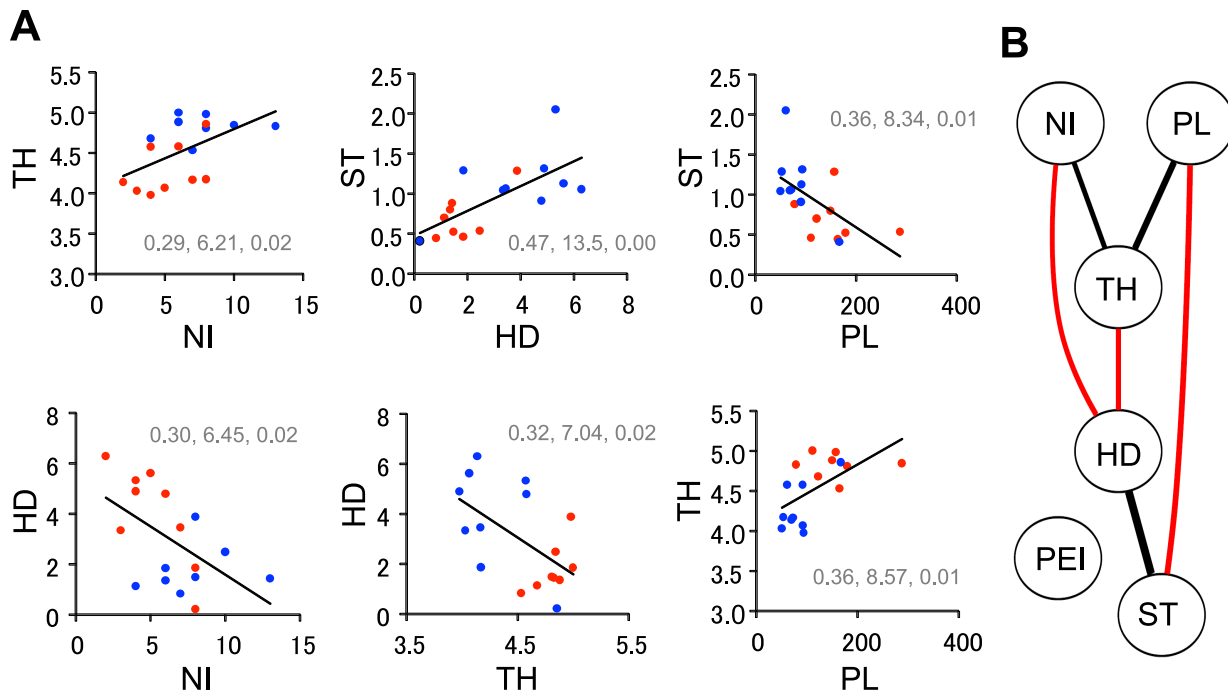 A
B
5.5
5.0
4.5
4.0
3.5
3.0
TH
0.29, 6.21, 0.02
0 5 10 15
NI
2.5
2.0
1.5
1.0
0.5
0.0
ST
0.47, 13.5, 0.00
0 2 4 6 8
HD
2.5
2.0
1.5
1.0
0.5
0.0
ST
0.36, 8.34, 0.01
0 200 400
PL
8
6
4
2
0
HD
0.30, 6.45, 0.02
0 5 10 15
NI
8
6
4
2
0
HD
0.32, 7.04, 0.02
3.5 4.5 5.5
TH
5.5
5.0
4.5
4.0
3.5
3.0
TH
0.36, 8.57, 0.01
0 200 400
PL
NI PL
TH
HD
PEI
ST